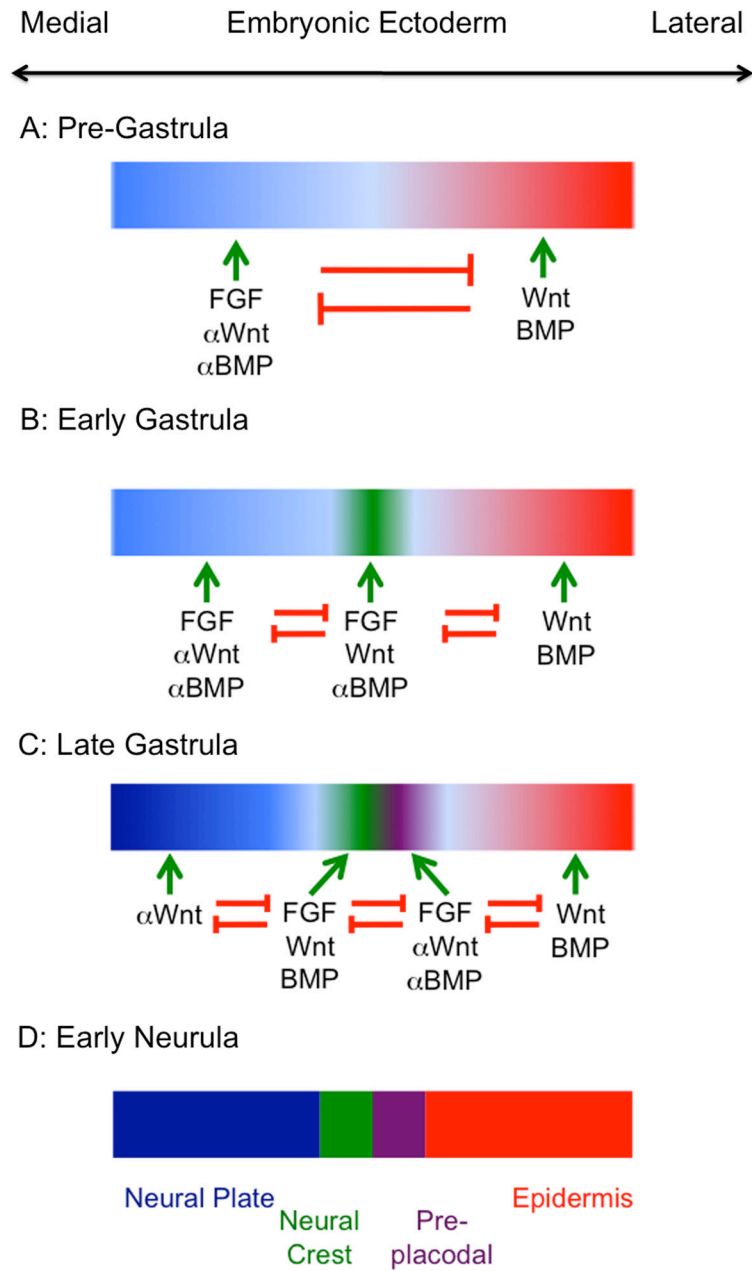 Medial Embryonic Ectoderm Lateral
A: Pre-Gastrula
FGF
αWnt
αBMP
Wnt
BMP
B: Early Gastrula
FGF
αWnt
αBMP
FGF
Wnt
αBMP
Wnt
BMP
C: Late Gastrula
αWnt
FGF
Wnt
BMP
FGF
αWnt
αBMP
Wnt
BMP
D: Early Neurula
Neural Plate
Neural
Crest
Pre-
placodal
Epidermis